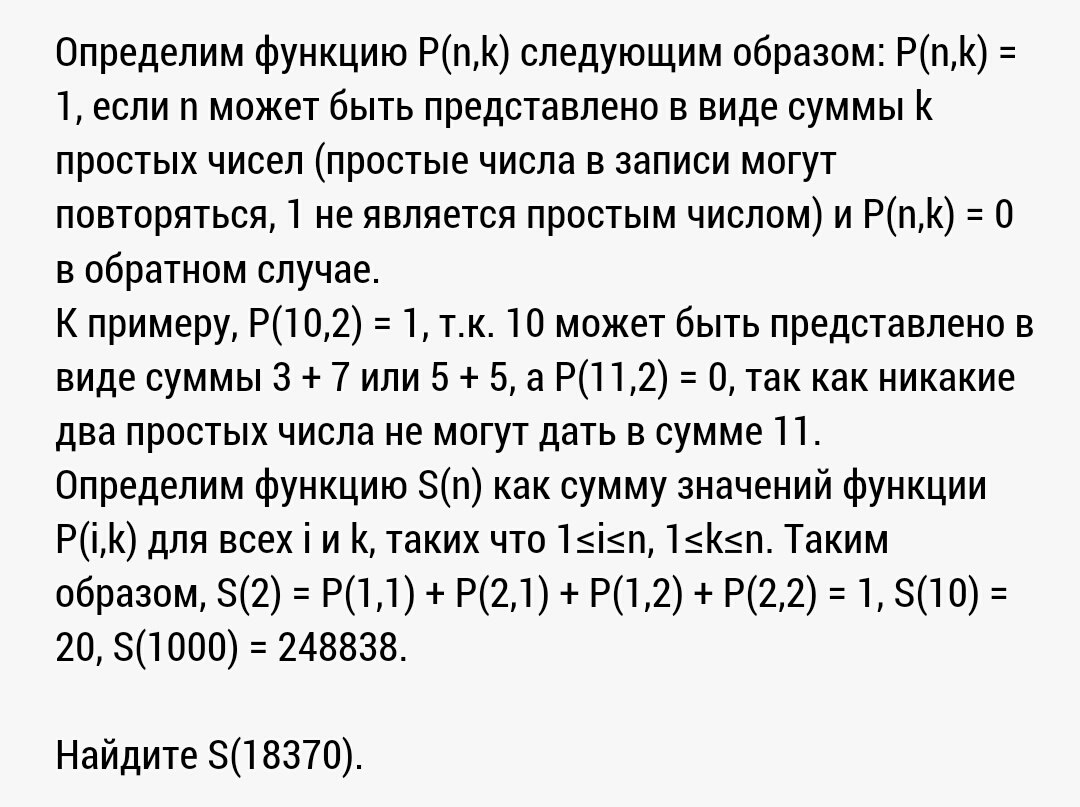 Определим функцию P(n,k) следующим образом: P(n,k) =
1, если n может быть представлено в виде суммы k
простых чисел (простые числа в записи могут
повторяться, 1 не является простым числом) и P(n,k) = 0
в обратном случае.
К примеру, P(10,2) = 1, т.к. 10 может быть представлено в
виде суммы 3 + 7 или 5 + 5, а P(11,2) = 0, так как никакие
два простых числа не могут дать в сумме 11.
Определим функцию S(n) как сумму значений функции
P(i,k) для всех i и k, таких что 1≤i≤n, 1≤k≤n. Таким
образом, S(2) = P(1,1) + P(2,1) + P(1,2) + P(2,2) = 1, S(10) =
20, S(1000) = 248838.
Найдите S(18370).